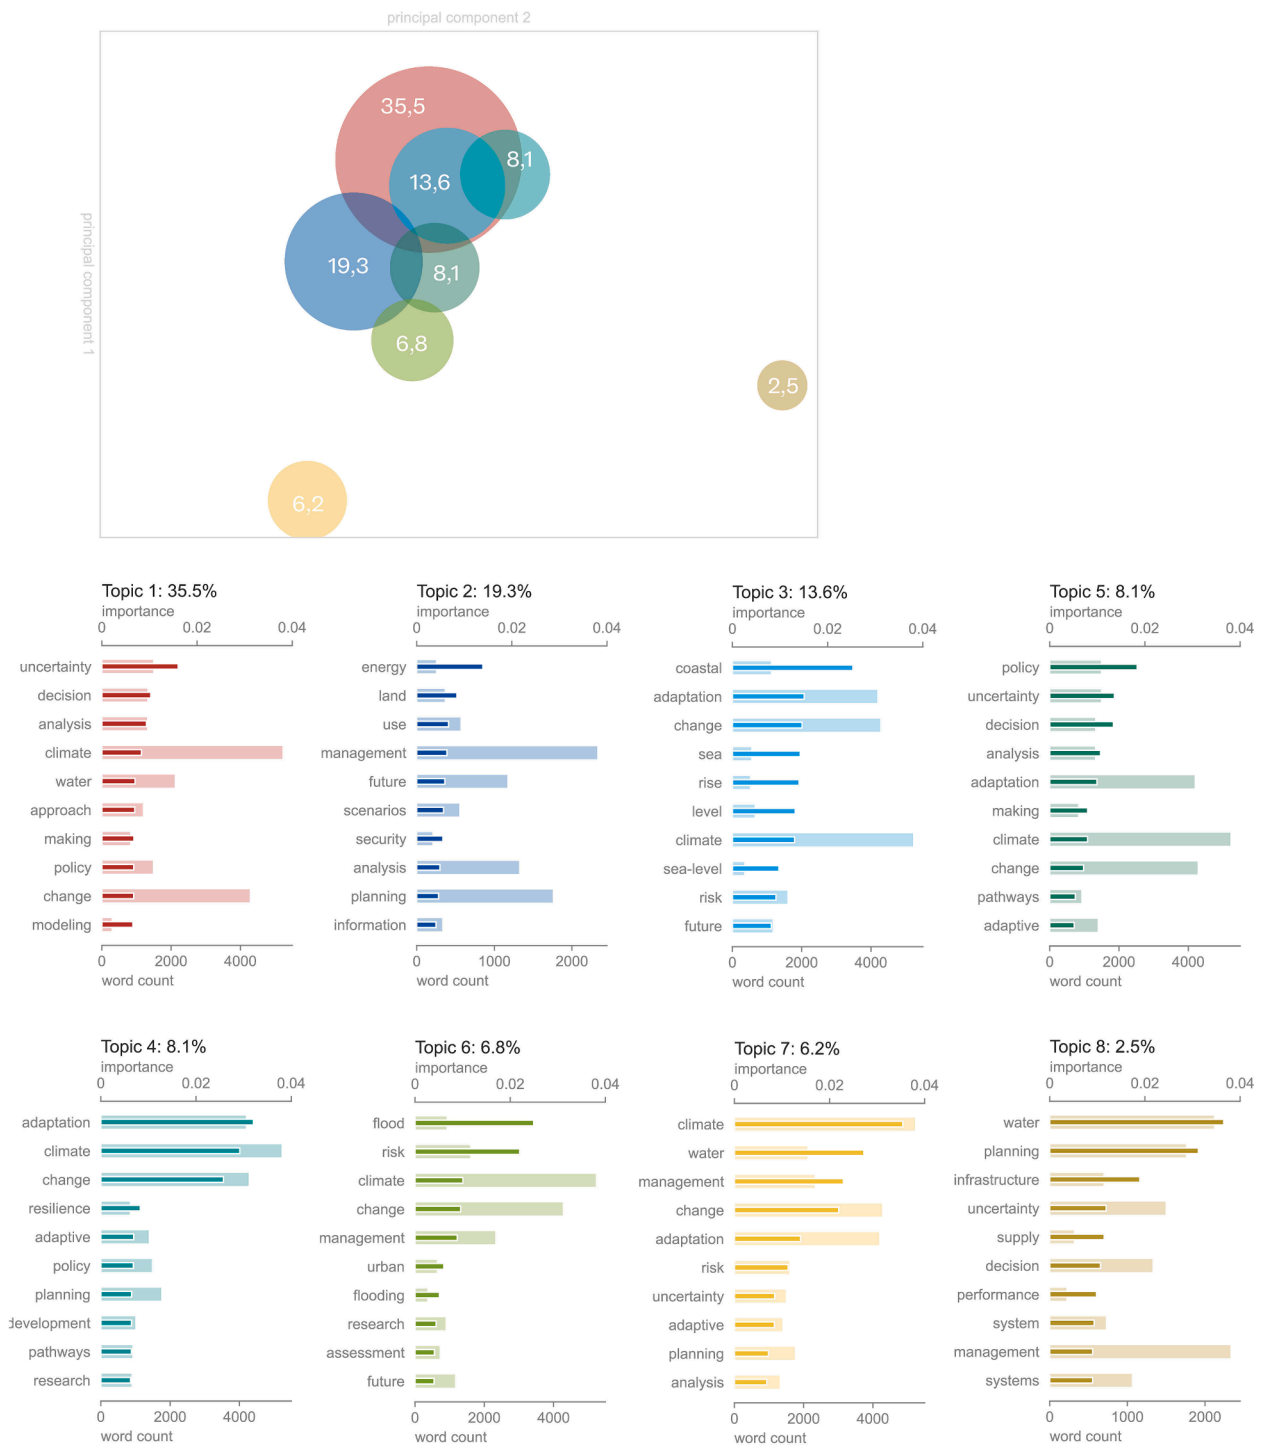 principal component 2
principal component 1
35,5
8,1
13,6
19,3
8,1
6,8
2,5
6,2
Topic 1: 35.5%
importance
0 0.02 0.04
uncertainty
decision
analysis
climate
water
approach
making
policy
change
modeling
0 2000 4000
word count
Topic 2: 19.3%
importance
0 0.02 0.04
energy
land
use
management
future
scenarios
security
analysis
planning
information
0 1000 2000
word count
Topic 3: 13.6%
importance
0 0.02 0.04
coastal
adaptation
change
sea
rise
level
climate
sea-level
risk
future
0 2000 4000
word count
Topic 5: 8.1%
importance
0 0.02 0.04
policy
uncertainty
decision
analysis
adaptation
making
climate
change
pathways
adaptive
0 2000 4000
word count
Topic 4: 8.1%
importance
0 0.02 0.04
adaptation
climate
change
resilience
adaptive
policy
planning
development
pathways
research
0 2000 4000
word count
Topic 6: 6.8%
importance
0 0.02 0.04
flood
risk
climate
change
management
urban
flooding
research
assessment
future
0 2000 4000
word count
Topic 7: 6.2%
importance
0 0.02 0.04
climate
water
management
change
adaptation
risk
uncertainty
adaptive
planning
analysis
0 2000 4000
word count
Topic 8: 2.5%
importance
0 0.02 0.04
water
planning
infrastructure
uncertainty
supply
decision
performance
system
management
systems
0 1000 2000
word count